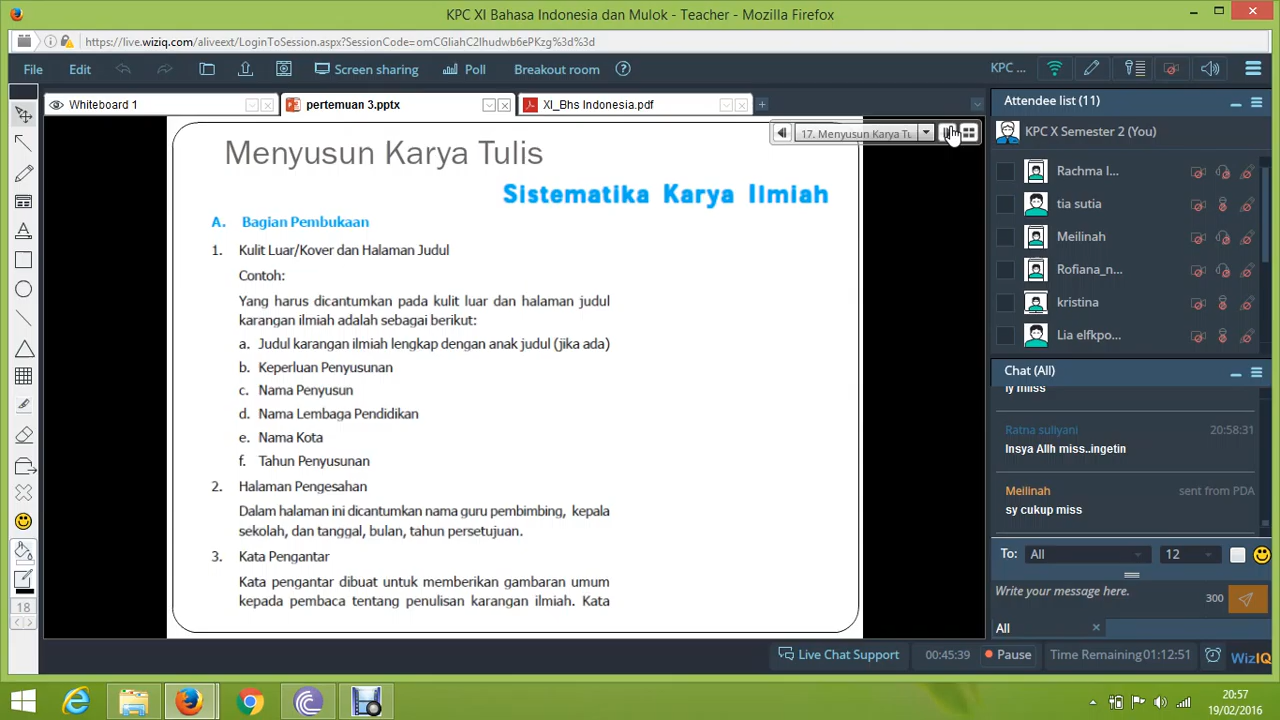 KPC XI Bahasa Indonesia dan Mulok - Teacher - Mozilla Firefox
https://live.wiziq.com/aliveext/LoginToSession.aspx?SessionCode=omCGliahC2Ihudwb6ePKzg%3d%3d
File Edit Screen sharing Poll Breakout room KPC ...
Whiteboard 1 pertemuan 3.pptx XI_Bhs Indonesia.pdf
17. Menyusun Karya Tu
Menyusun Karya Tulis
Sistematika Karya Ilmiah
A. Bagian Pembukaan
1. Kulit Luar/Kover dan Halaman Judul
Contoh:
Yang harus dicantumkan pada kulit luar dan halaman judul
karangan ilmiah adalah sebagai berikut:
a. Judul karangan ilmiah lengkap dengan anak judul (jika ada)
b. Keperluan Penyusunan
c. Nama Penyusun
d. Nama Lembaga Pendidikan
e. Nama Kota
f. Tahun Penyusunan
2. Halaman Pengesahan
Dalam halaman ini dicantumkan nama guru pembimbing, kepala
sekolah, dan tanggal, bulan, tahun persetujuan.
3. Kata Pengantar
Kata pengantar dibuat untuk memberikan gambaran umum
kepada pembaca tentang penulisan karangan ilmiah. Kata
18
Attendee list (11)
KPC X Semester 2 (You)
Rachma I...
tia sutia
Meilinah
Rofiana_n...
kristina
Lia elfkpo...
Chat (All)
iy miss
Ratna suliyani 20:58:31
Insya Allh miss..ingetin
Meilinah sent from PDA
sy cukup miss
To: All 12
Write your message here. 300
All
Live Chat Support 00:45:39 Pause Time Remaining 01:12:51 WizIQ
20:57
19/02/2016